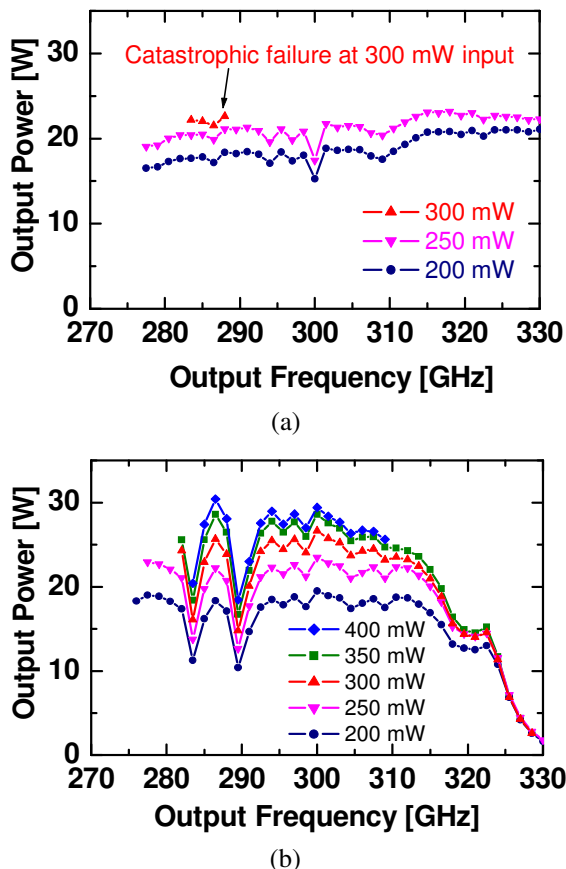 Output Power [W]
30
20
10
0
Catastrophic failure at 300 mW input
300 mW
250 mW
200 mW
270 280 290 300 310 320 330
Output Frequency [GHz]
(a)
Output Power [W]
30
20
10
0
400 mW
350 mW
300 mW
250 mW
200 mW
270 280 290 300 310 320 330
Output Frequency [GHz]
(b)